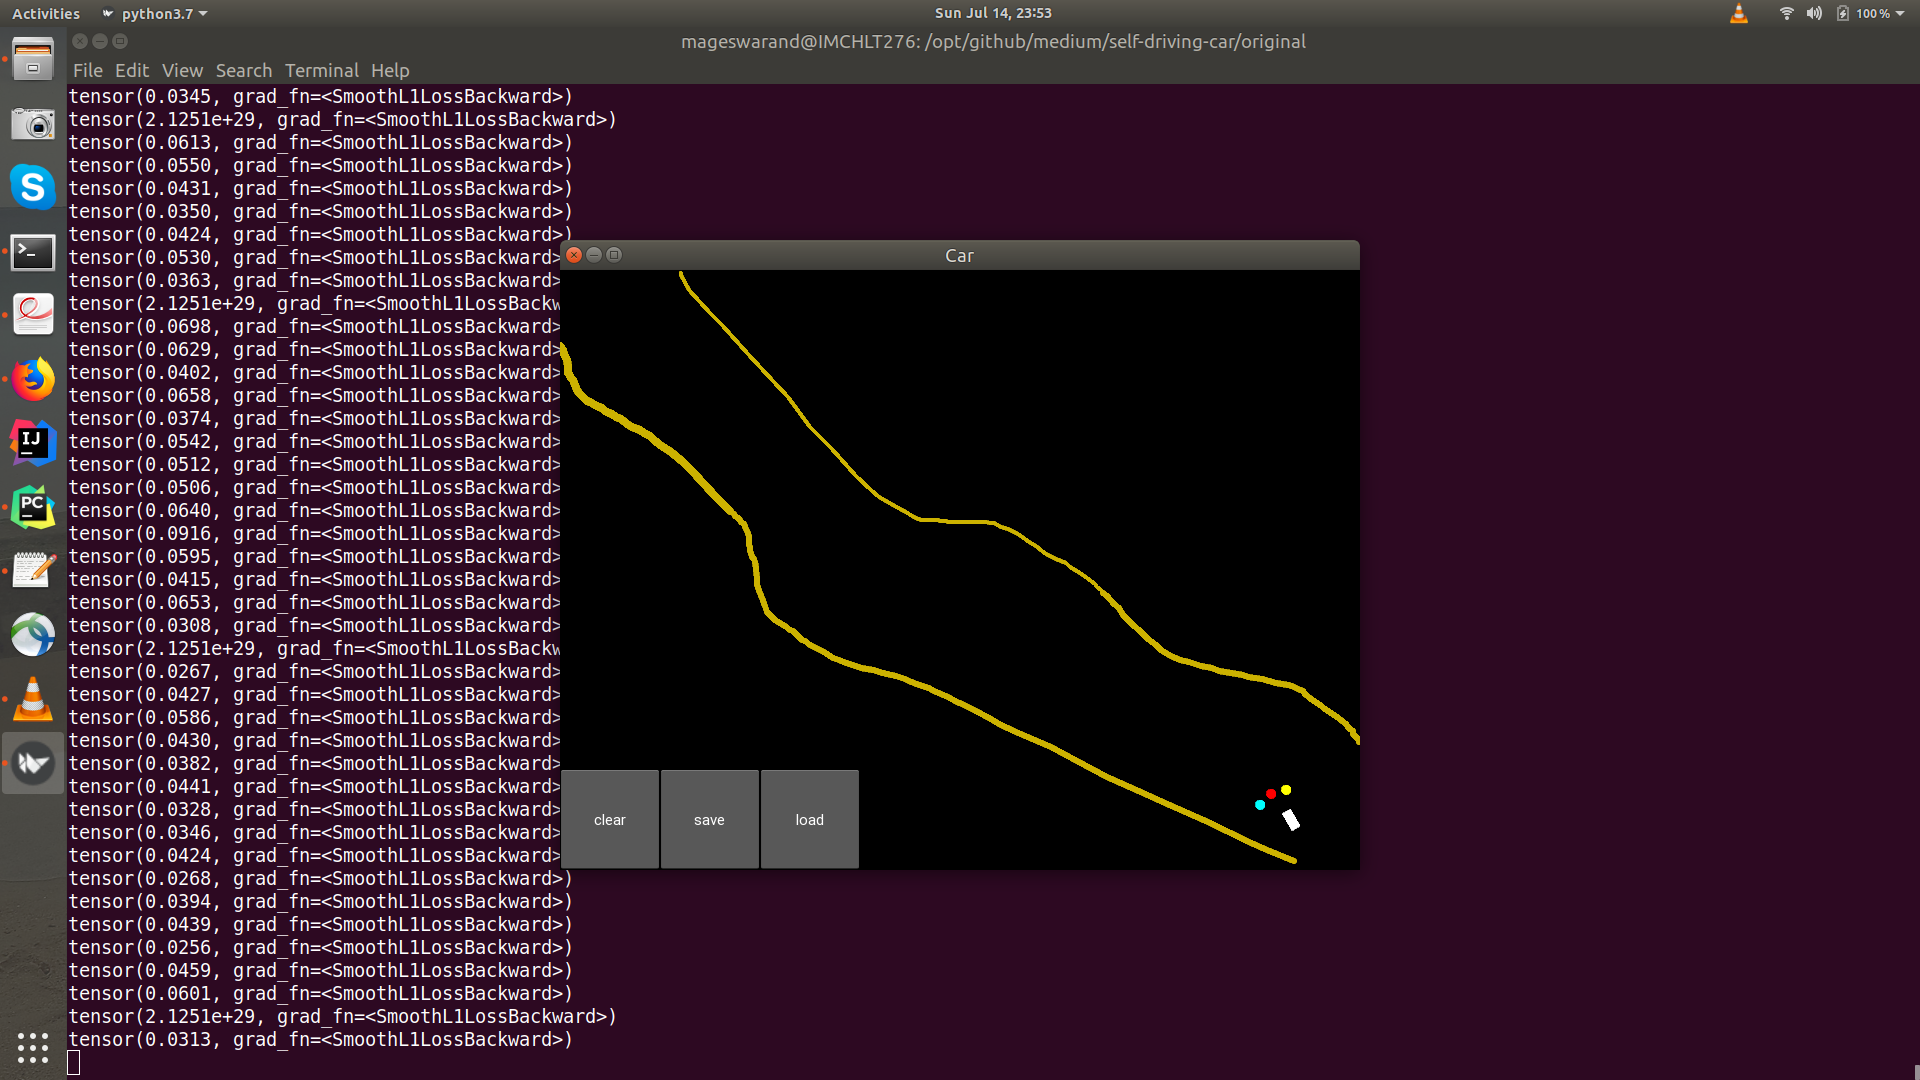 Activities python3.7 Sun Jul 14, 23:53 100%
mageswarand@IMCHLT276: /opt/github/medium/self-driving-car/original
File Edit View Search Terminal Help
tensor(0.0345, grad_fn=<SmoothL1LossBackward>)
tensor(2.1251e+29, grad_fn=<SmoothL1LossBackward>)
tensor(0.0613, grad_fn=<SmoothL1LossBackward>)
tensor(0.0550, grad_fn=<SmoothL1LossBackward>)
tensor(0.0431, grad_fn=<SmoothL1LossBackward>)
tensor(0.0350, grad_fn=<SmoothL1LossBackward>)
tensor(0.0424, grad_fn=<SmoothL1LossBackward>)
tensor(0.0530, grad_fn=<SmoothL1LossBackward>
tensor(0.0363, grad_fn=<SmoothL1LossBackward>
tensor(2.1251e+29, grad_fn=<SmoothL1LossBackw
tensor(0.0698, grad_fn=<SmoothL1LossBackward>
tensor(0.0629, grad_fn=<SmoothL1LossBackward>
tensor(0.0402, grad_fn=<SmoothL1LossBackward>
tensor(0.0658, grad_fn=<SmoothL1LossBackward>
tensor(0.0374, grad_fn=<SmoothL1LossBackward>
tensor(0.0542, grad_fn=<SmoothL1LossBackward>
tensor(0.0512, grad_fn=<SmoothL1LossBackward>
tensor(0.0506, grad_fn=<SmoothL1LossBackward>
tensor(0.0640, grad_fn=<SmoothL1LossBackward>
tensor(0.0916, grad_fn=<SmoothL1LossBackward>
tensor(0.0595, grad_fn=<SmoothL1LossBackward>
tensor(0.0415, grad_fn=<SmoothL1LossBackward>
tensor(0.0653, grad_fn=<SmoothL1LossBackward>
tensor(0.0308, grad_fn=<SmoothL1LossBackward>
tensor(2.1251e+29, grad_fn=<SmoothL1LossBackw
tensor(0.0267, grad_fn=<SmoothL1LossBackward>
tensor(0.0427, grad_fn=<SmoothL1LossBackward>
tensor(0.0586, grad_fn=<SmoothL1LossBackward>
tensor(0.0430, grad_fn=<SmoothL1LossBackward>
tensor(0.0382, grad_fn=<SmoothL1LossBackward>
tensor(0.0441, grad_fn=<SmoothL1LossBackward>
tensor(0.0328, grad_fn=<SmoothL1LossBackward>
tensor(0.0346, grad_fn=<SmoothL1LossBackward>
tensor(0.0424, grad_fn=<SmoothL1LossBackward>
tensor(0.0268, grad_fn=<SmoothL1LossBackward>)
tensor(0.0394, grad_fn=<SmoothL1LossBackward>)
tensor(0.0439, grad_fn=<SmoothL1LossBackward>)
tensor(0.0256, grad_fn=<SmoothL1LossBackward>)
tensor(0.0459, grad_fn=<SmoothL1LossBackward>)
tensor(0.0601, grad_fn=<SmoothL1LossBackward>)
tensor(2.1251e+29, grad_fn=<SmoothL1LossBackward>)
tensor(0.0313, grad_fn=<SmoothL1LossBackward>)
Car
clear save load
S
>_
IJ
PC